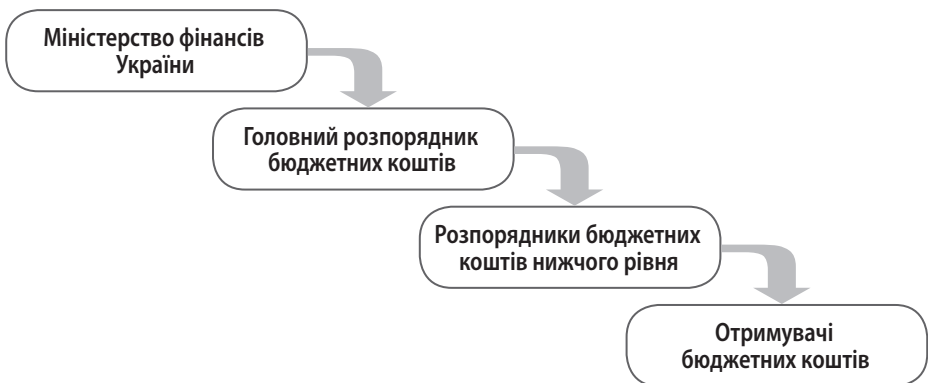 Міністерство фінансів
України
Головний розпорядник
бюджетних коштів
Розпорядники бюджетних
коштів нижчого рівня
Отримувачі
бюджетних коштів